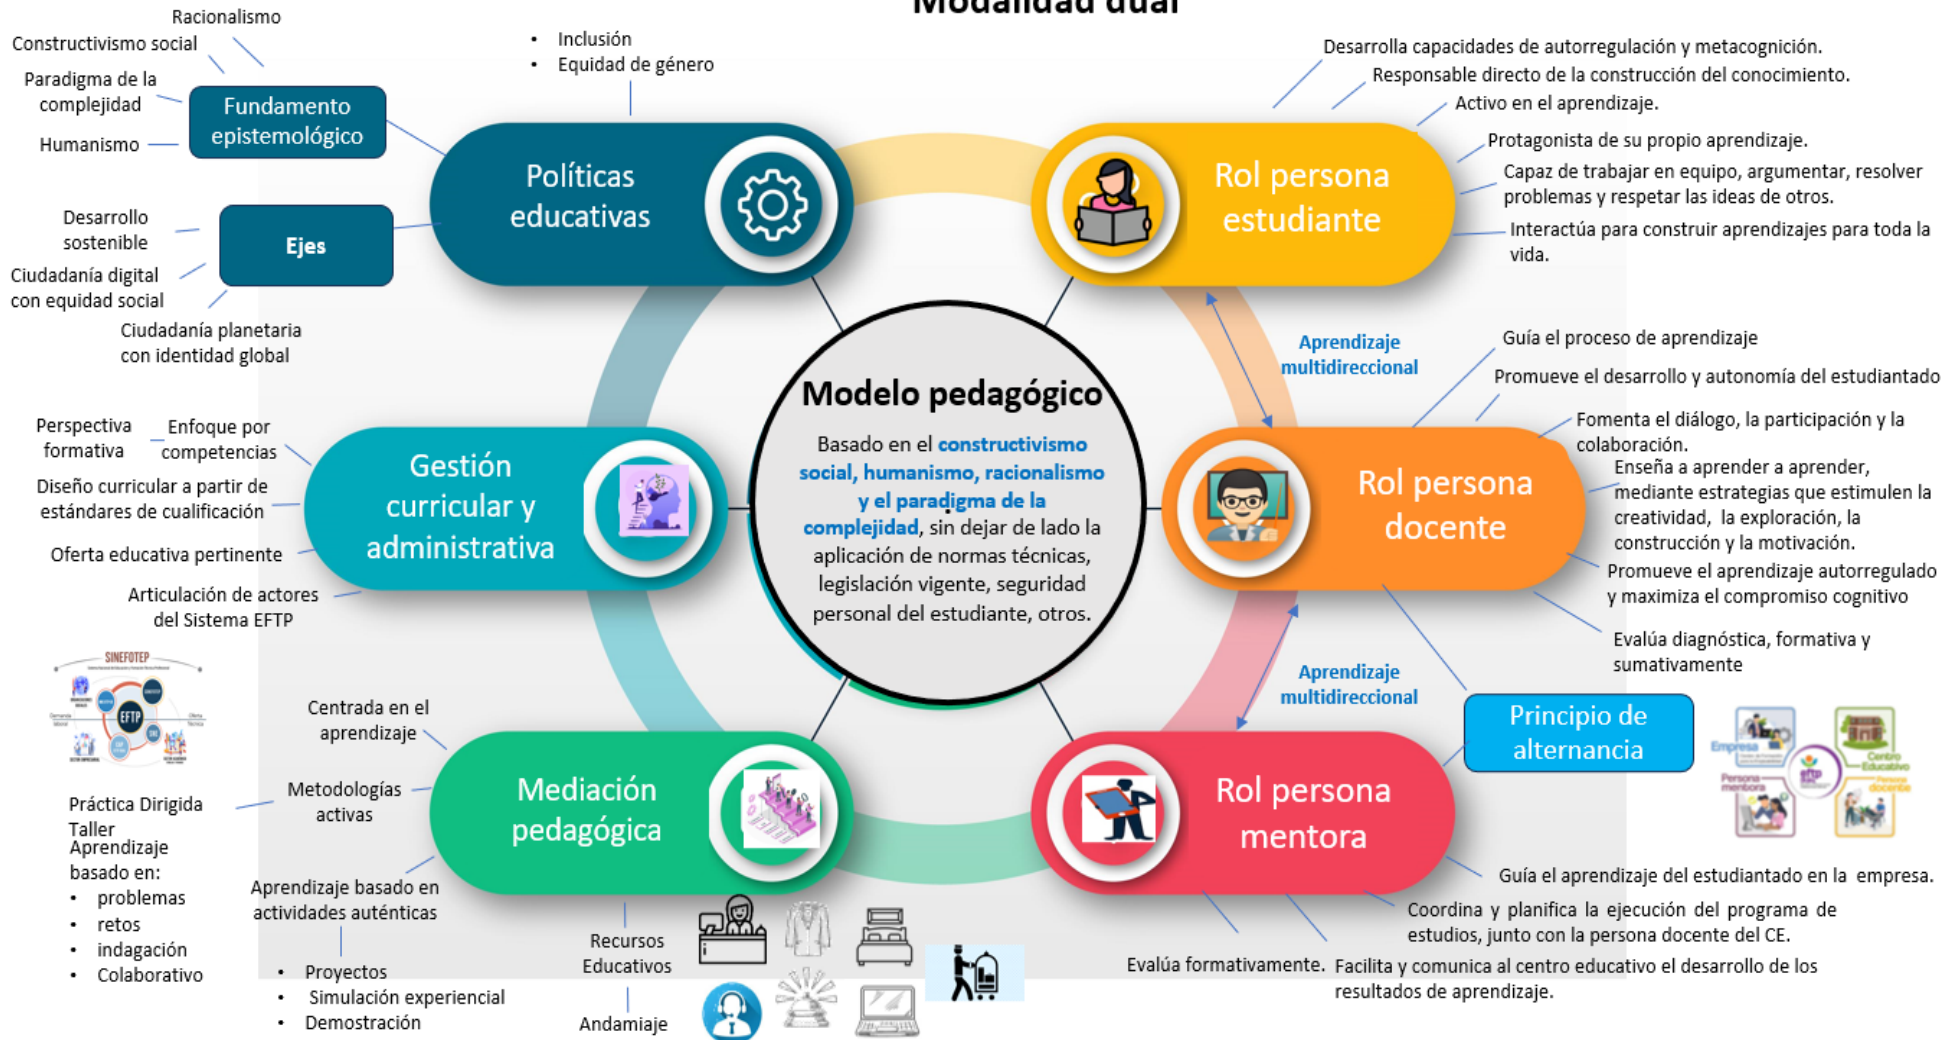 Modalidad dual
Racionalismo
Constructivismo social
Paradigma de la
complejidad
Humanismo
Fundamento
epistemológico
• Inclusión
• Equidad de género
Políticas
educativas
Desarrollo
sostenible
Ejes
Ciudadanía digital
con equidad social
Ciudadanía planetaria
con identidad global
Rol persona
estudiante
Desarrolla capacidades de autorregulación y metacognición.
Responsable directo de la construcción del conocimiento.
Activo en el aprendizaje.
Protagonista de su propio aprendizaje.
Capaz de trabajar en equipo, argumentar, resolver
problemas y respetar las ideas de otros.
Interactúa para construir aprendizajes para toda la
vida.
Aprendizaje
multidireccional
Modelo pedagógico
Basado en el constructivismo
social, humanismo, racionalismo
y el paradigma de la
complejidad, sin dejar de lado la
aplicación de normas técnicas,
legislación vigente, seguridad
personal del estudiante, otros.
Perspectiva
formativa
Enfoque por
competencias
Diseño curricular a partir de
estándares de cualificación
Oferta educativa pertinente
Articulación de actores
del Sistema EFTP
Gestión
curricular y
administrativa
Rol persona
docente
Guía el proceso de aprendizaje
Promueve el desarrollo y autonomía del estudiantado
Fomenta el diálogo, la participación y la
colaboración.
Enseña a aprender a aprender,
mediante estrategias que estimulen la
creatividad, la exploración, la
construcción y la motivación.
Promueve el aprendizaje autorregulado
y maximiza el compromiso cognitivo
Evalúa diagnóstica, formativa y
sumativamente
Aprendizaje
multidireccional
Principio de
alternancia
Empresa
Centro
Educativo
eftp
Persona
mentora
Persona
docente
SINEFOTEP
EFTP
Centrada en el
aprendizaje
Metodologías
activas
Práctica Dirigida
Taller
Aprendizaje
basado en:
• problemas
• retos
• indagación
• Colaborativo
Aprendizaje basado en
actividades auténticas
• Proyectos
• Simulación experiencial
• Demostración
Mediación
pedagógica
Recursos
Educativos
Andamiaje
Rol persona
mentora
Guía el aprendizaje del estudiantado en la empresa.
Coordina y planifica la ejecución del programa de
estudios, junto con la persona docente del CE.
Evalúa formativamente.
Facilita y comunica al centro educativo el desarrollo de los
resultados de aprendizaje.